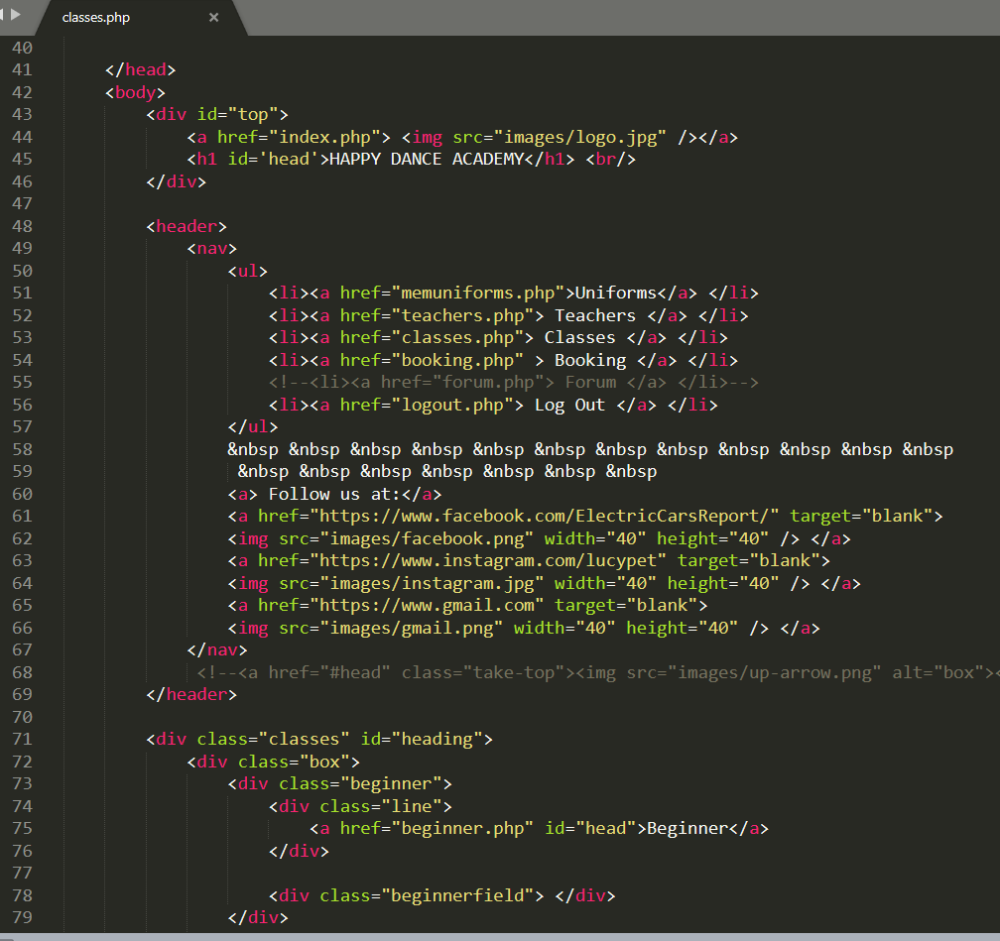 classes.php ×
40
41 </head>
42 <body>
43 <div id="top">
44 <a href="index.php"> <img src="images/logo.jpg" /></a>
45 <h1 id='head'>HAPPY DANCE ACADEMY</h1> <br/>
46 </div>
47
48 <header>
49 <nav>
50 <ul>
51 <li><a href="memuniforms.php">Uniforms</a> </li>
52 <li><a href="teachers.php"> Teachers </a> </li>
53 <li><a href="classes.php"> Classes </a> </li>
54 <li><a href="booking.php" > Booking </a> </li>
55 <!--<li><a href="forum.php"> Forum </a> </li>-->
56 <li><a href="logout.php"> Log Out </a> </li>
57 </ul>
58 &nbsp &nbsp &nbsp &nbsp &nbsp &nbsp &nbsp &nbsp &nbsp &nbsp &nbsp &nbsp
59 &nbsp &nbsp &nbsp &nbsp &nbsp &nbsp &nbsp
60 <a> Follow us at:</a>
61 <a href="https://www.facebook.com/ElectricCarsReport/" target="blank">
62 <img src="images/facebook.png" width="40" height="40" /> </a>
63 <a href="https://www.instagram.com/lucypet" target="blank">
64 <img src="images/instagram.jpg" width="40" height="40" /> </a>
65 <a href="https://www.gmail.com" target="blank">
66 <img src="images/gmail.png" width="40" height="40" /> </a>
67 </nav>
68 <!--<a href="#head" class="take-top"><img src="images/up-arrow.png" alt="box"><
69 </header>
70
71 <div class="classes" id="heading">
72 <div class="box">
73 <div class="beginner">
74 <div class="line">
75 <a href="beginner.php" id="head">Beginner</a>
76 </div>
77
78 <div class="beginnerfield"> </div>
79 </div>